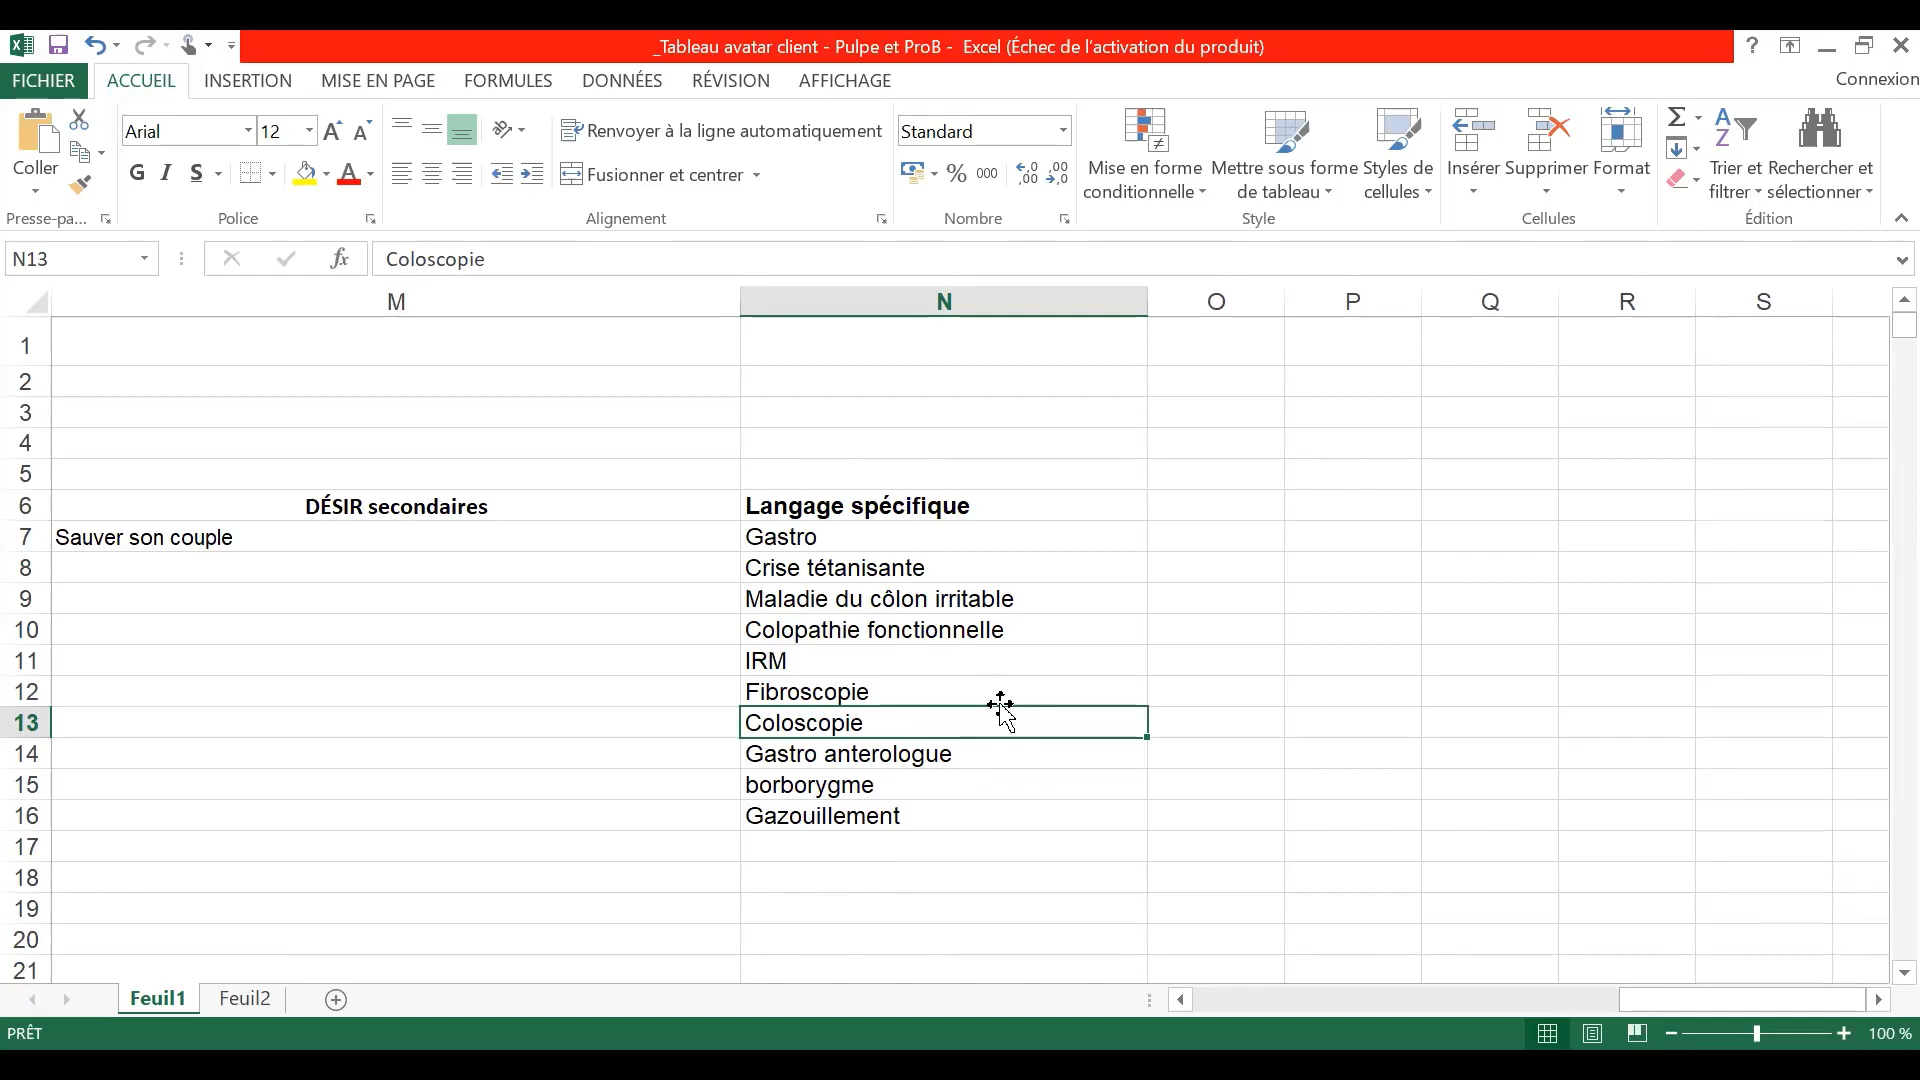 _Tableau avatar client - Pulpe et ProB - Excel (Échec de l'activation du produit)
?
FICHIER ACCUEIL INSERTION MISE EN PAGE FORMULES DONNÉES RÉVISION AFFICHAGE Connexion
Coller
Presse-pa...
Arial 12
G I S
Police
Renvoyer à la ligne automatiquement
Fusionner et centrer
Alignement
Standard
% 000
Nombre
Mise en forme conditionnelle
Mettre sous forme de tableau
Styles de cellules
Style
Insérer Supprimer Format
Cellules
Trier et filtrer
Rechercher et sélectionner
Édition
N13 fx Coloscopie
M N O P Q R S
1
2
3
4
5
6 DÉSIR secondaires Langage spécifique
7 Sauver son couple Gastro
8 Crise tétanisante
9 Maladie du côlon irritable
10 Colopathie fonctionnelle
11 IRM
12 Fibroscopie
13 Coloscopie
14 Gastro anterologue
15 borborygme
16 Gazouillement
17
18
19
20
21
Feuil1 Feuil2
PRÊT 100 %